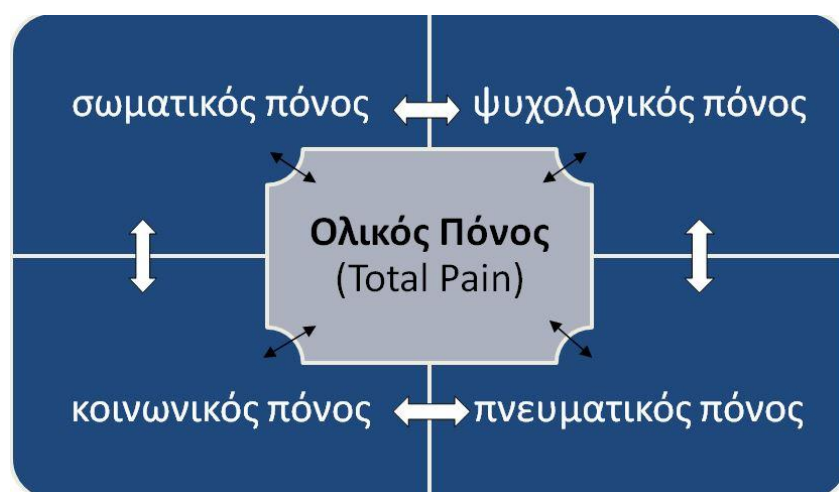 σωματικός πόνος
ψυχολογικός πόνος
Ολικός Πόνος
(Total Pain)
κοινωνικός πόνος
πνευματικός πόνος